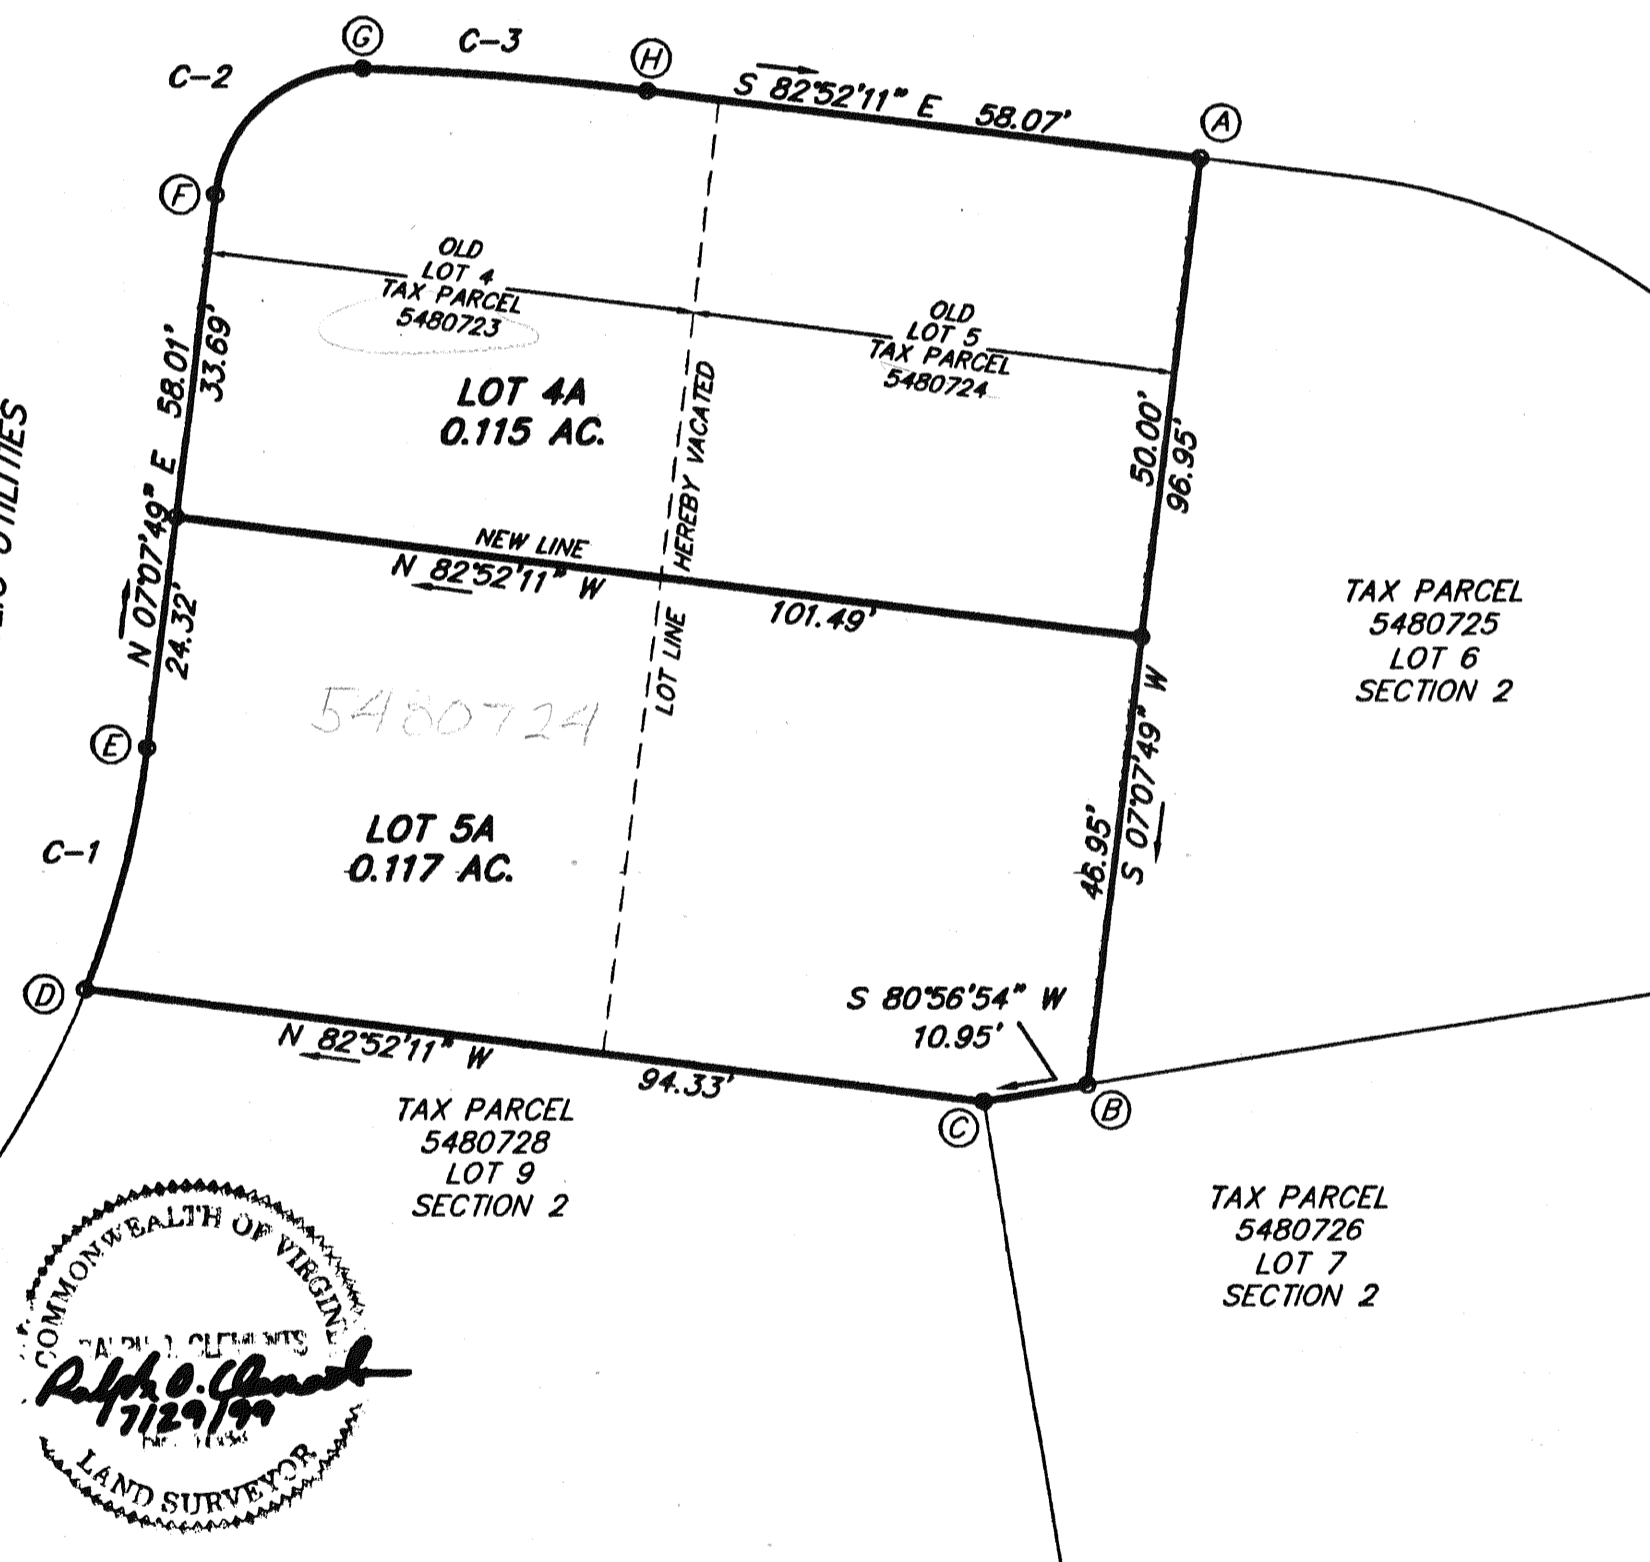 G
C-3
H
C-2
S 82°52'11" E 58.07'
A
F
OLD
LOT 4
TAX PARCEL
5480723
OLD
LOT 5
TAX PARCEL
5480724
N 07°07'49" E 58.01'
33.69'
LOT 4A
0.115 AC.
LOT LINE HEREBY VACATED
50.00'
96.95'
UTILITIES
NEW LINE
N 82°52'11" W
101.49'
24.32'
TAX PARCEL
5480725
LOT 6
SECTION 2
5480724
E
S 07°07'49" W
46.95'
LOT 5A
0.117 AC.
C-1
D
S 80°56'54" W
10.95'
N 82°52'11" W
94.33'
C
B
TAX PARCEL
5480728
LOT 9
SECTION 2
TAX PARCEL
5480726
LOT 7
SECTION 2
COMMONWEALTH OF VIRGINI
CLEMENTS
Ralph O. Clements
7/29/99
LAND SURVEYOR